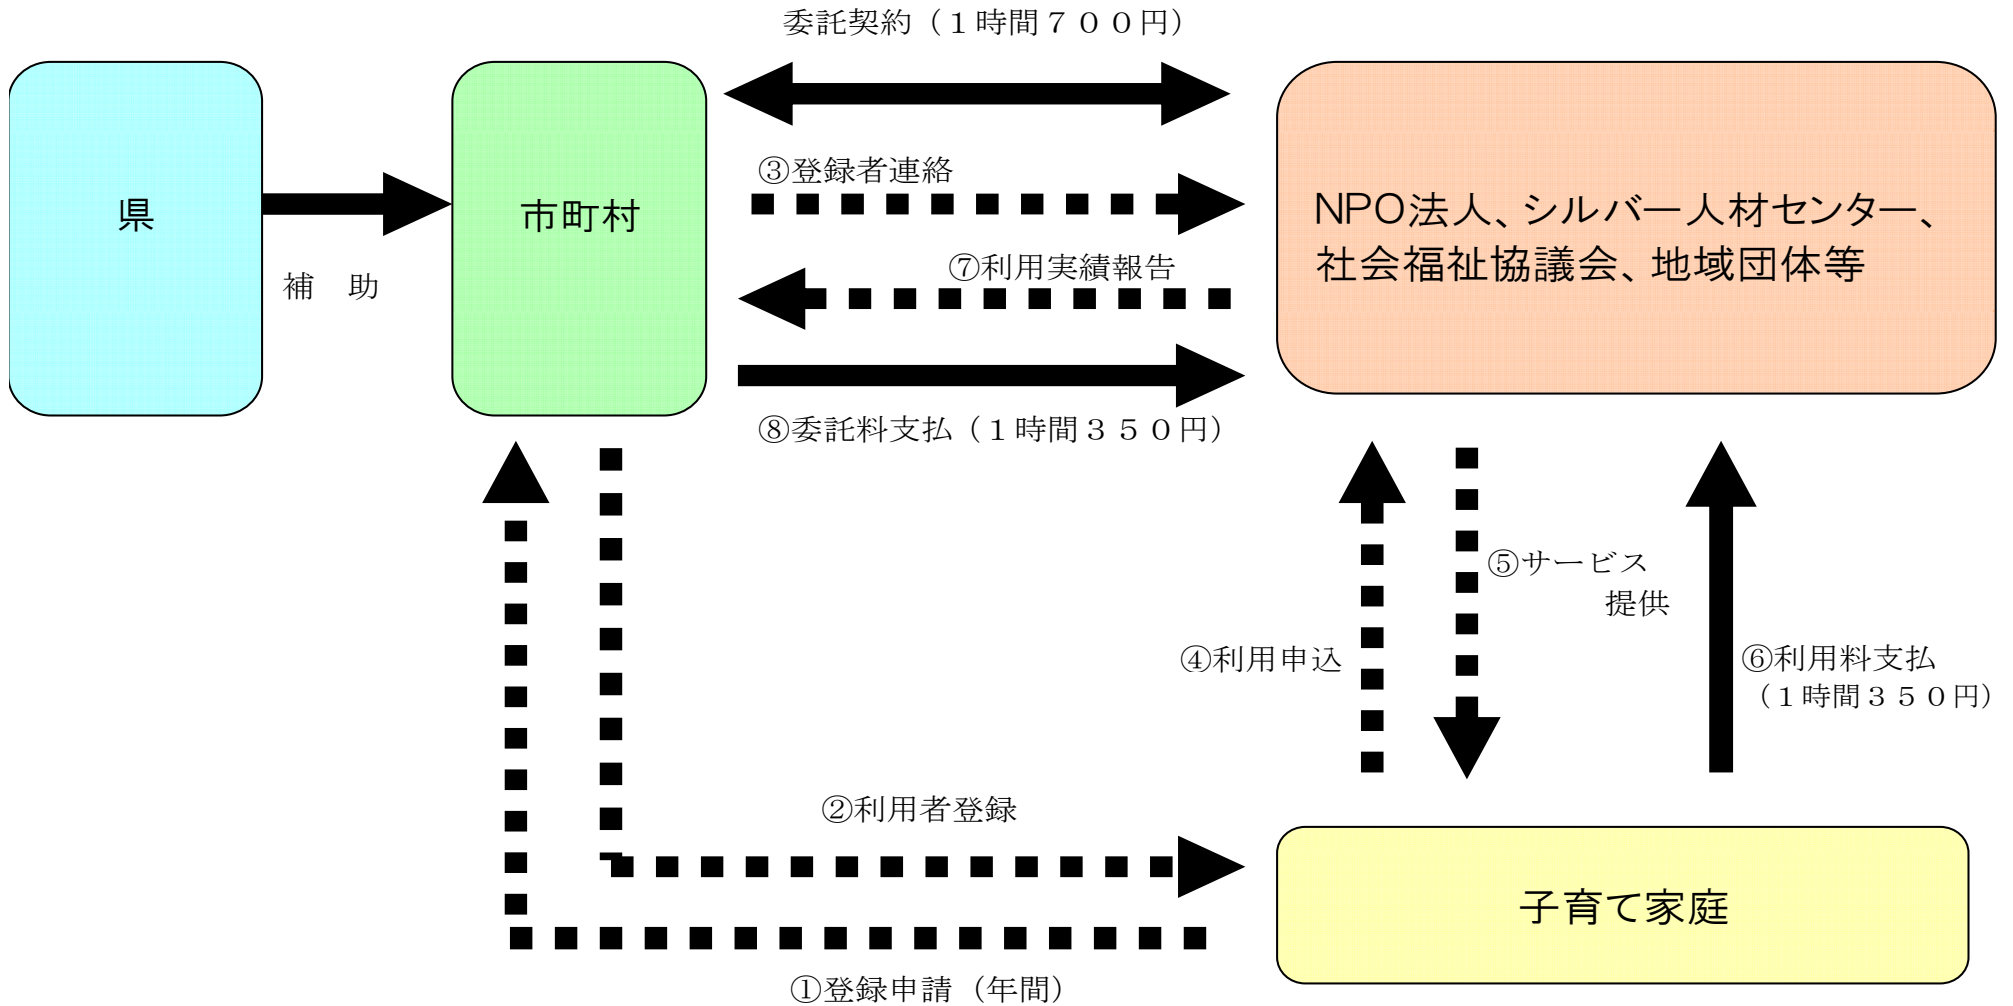 委託契約（１時間７００円）
県
補　助
市町村
③登録者連絡
⑦利用実績報告
⑧委託料支払（１時間３５０円）
NPO法人、シルバー人材センター、
社会福祉協議会、地域団体等
④利用申込
⑤サービス
提供
⑥利用料支払
（１時間３５０円）
②利用者登録
①登録申請（年間）
子育て家庭